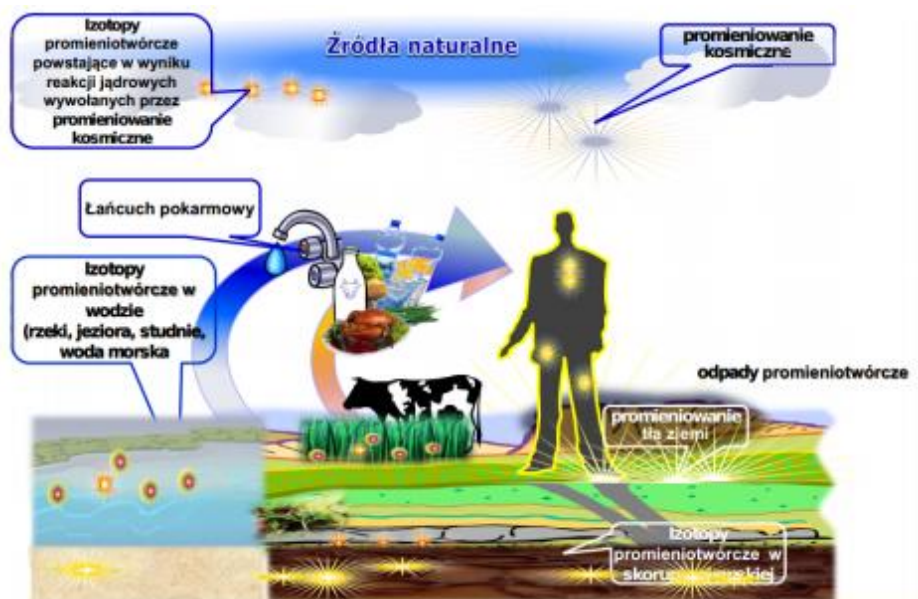 Izotopy
promieniotwórcze
powstające w wyniku
reakcji jądrowych
wywołanych przez
promieniowanie
kosmiczne
Źródła naturalne
promieniowanie
kosmiczne
Łańcuch pokarmowy
Izotopy
promieniotwórcze w
wodzie
(rzeki, jeziora, studnie,
woda morska
odpady promieniotwórcze
promieniowanie
tła ziemi
Izotopy
promieniotwórcze w